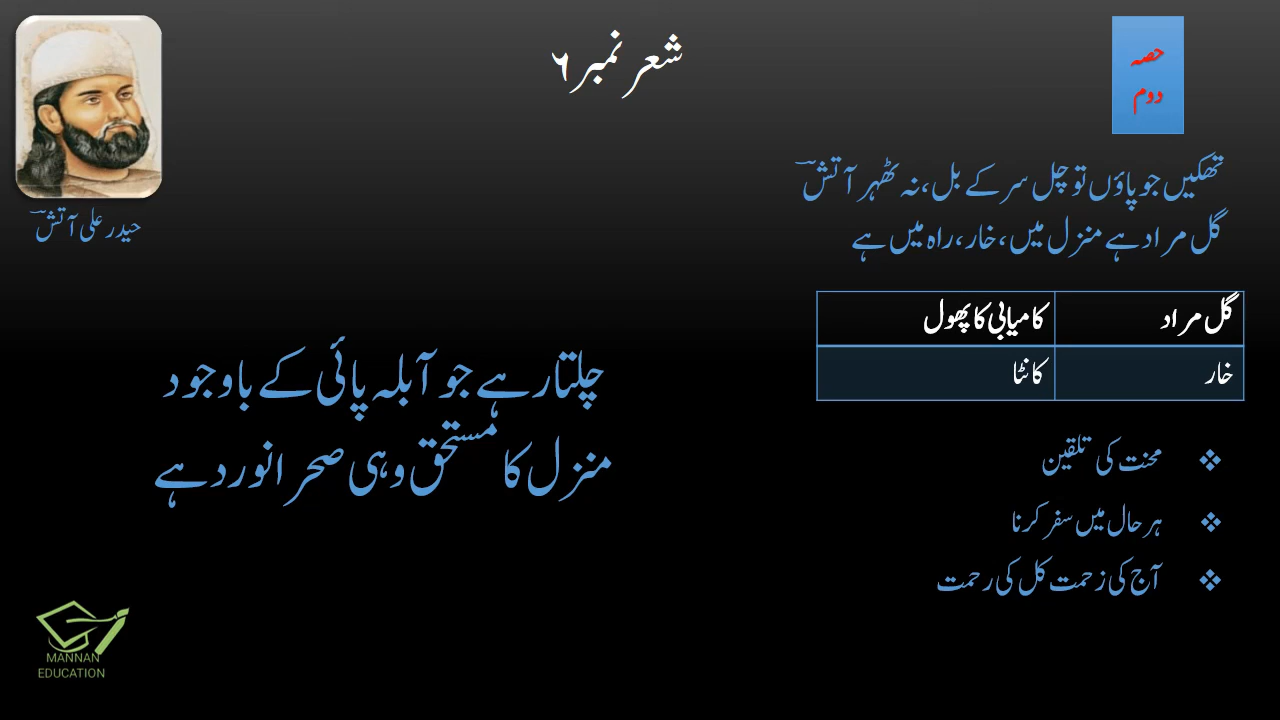 حصہ
دوم
شعر نمبر ۶
حیدر علی آتشؔ
تھکیں جو پاؤں تو چل سر کے بل، نہ ٹھہر آتشؔ
گل مراد ہے منزل میں، خار، راہ میں ہے
گل مراد کامیابی کا پھول
خار کانٹا
چلتا رہے جو آبلہ پائی کے باوجود
منزل کا مستحق وہی صحرا نورد ہے
❖ محنت کی تلقین
❖ ہر حال میں سفر کرنا
❖ آج کی زحمت کل کی رحمت
MANNAN
EDUCATION